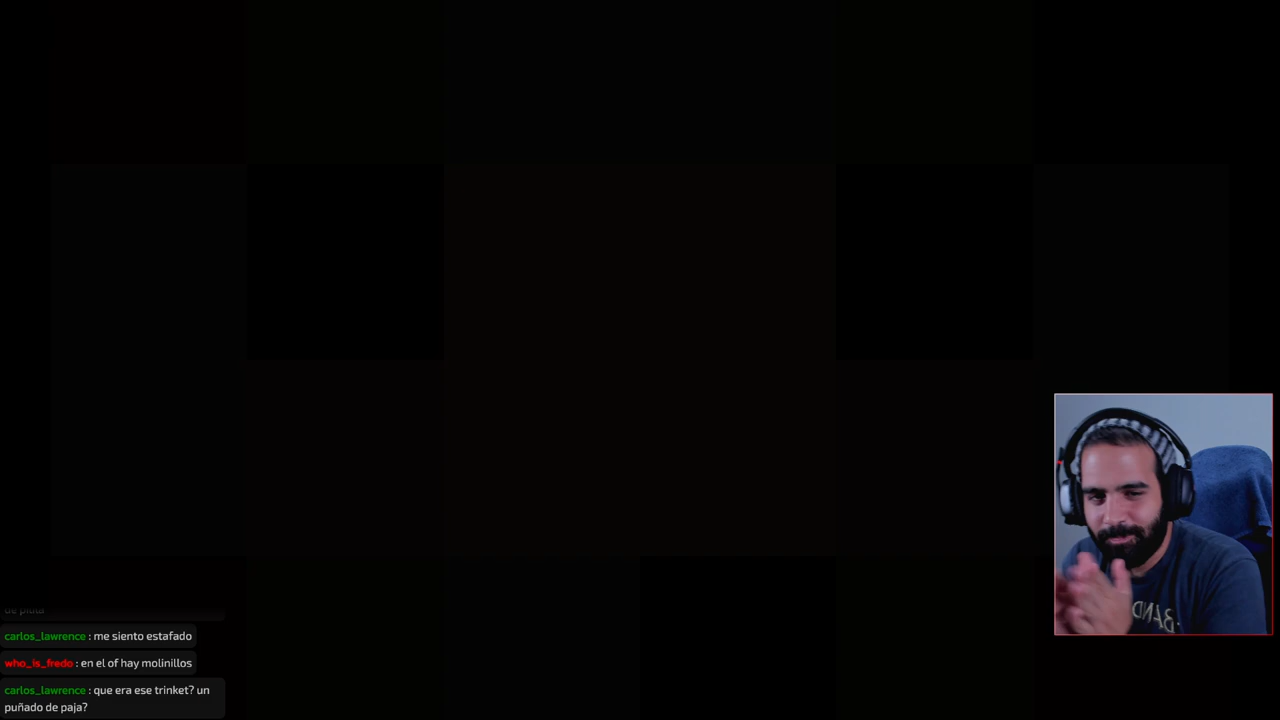 carlos_lawrence : me siento estafado
who_is_fredo : en el of hay molinillos
carlos_lawrence : que era ese trinket? un
puñado de paja?